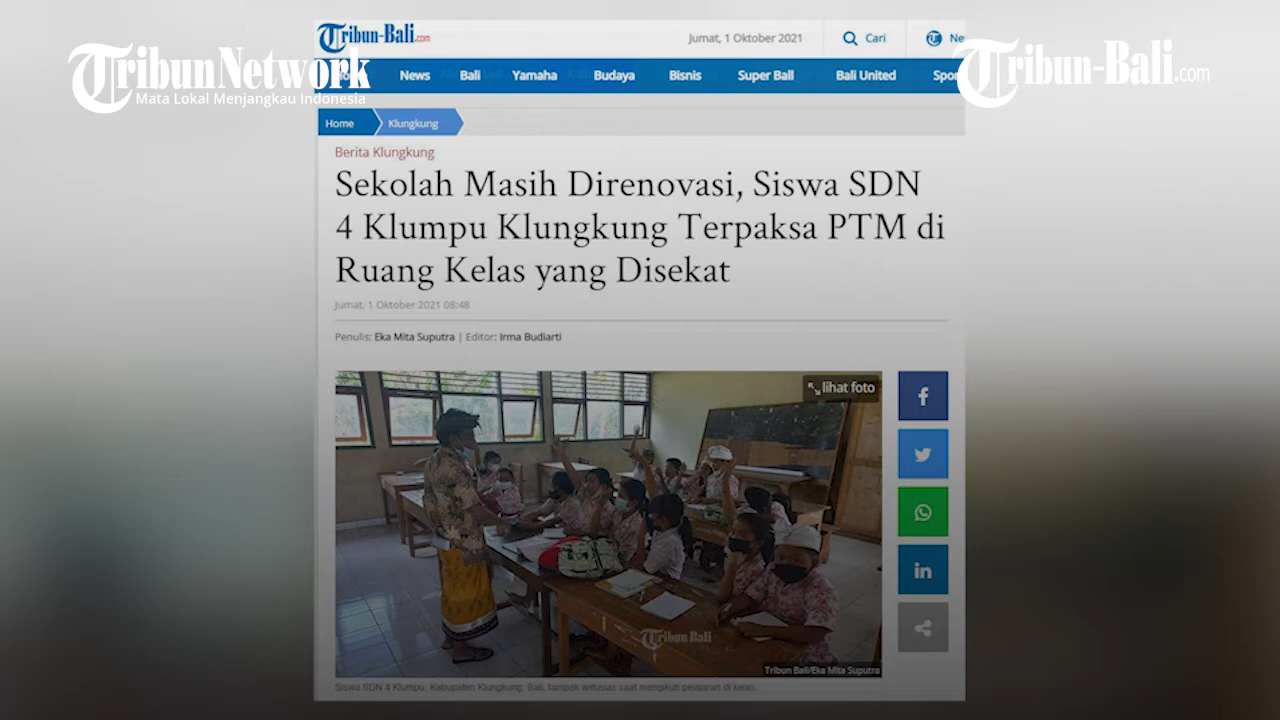 Tribun-Bali.com
Jumat, 1 Oktober 2021
Cari
TribunNetwork
Mata Lokal Menjangkau Indonesia
Tribun-Bali.com
News
Bali
Yamaha
Budaya
Bisnis
Super Bali
Bali United
Home
Klungkung
Berita Klungkung
Sekolah Masih Direnovasi, Siswa SDN
4 Klumpu Klungkung Terpaksa PTM di
Ruang Kelas yang Disekat
Jumat, 1 Oktober 2021 08:48
Penulis: Eka Mita Suputra | Editor: Irma Budiarti
lihat foto
Tribun Bali
Tribun Bali/Eka Mita Suputra
Siswa SDN 4 Klumpu, Kabupaten Klungkung, Bali, tampak antusias saat mengikuti pelajaran di kelas.